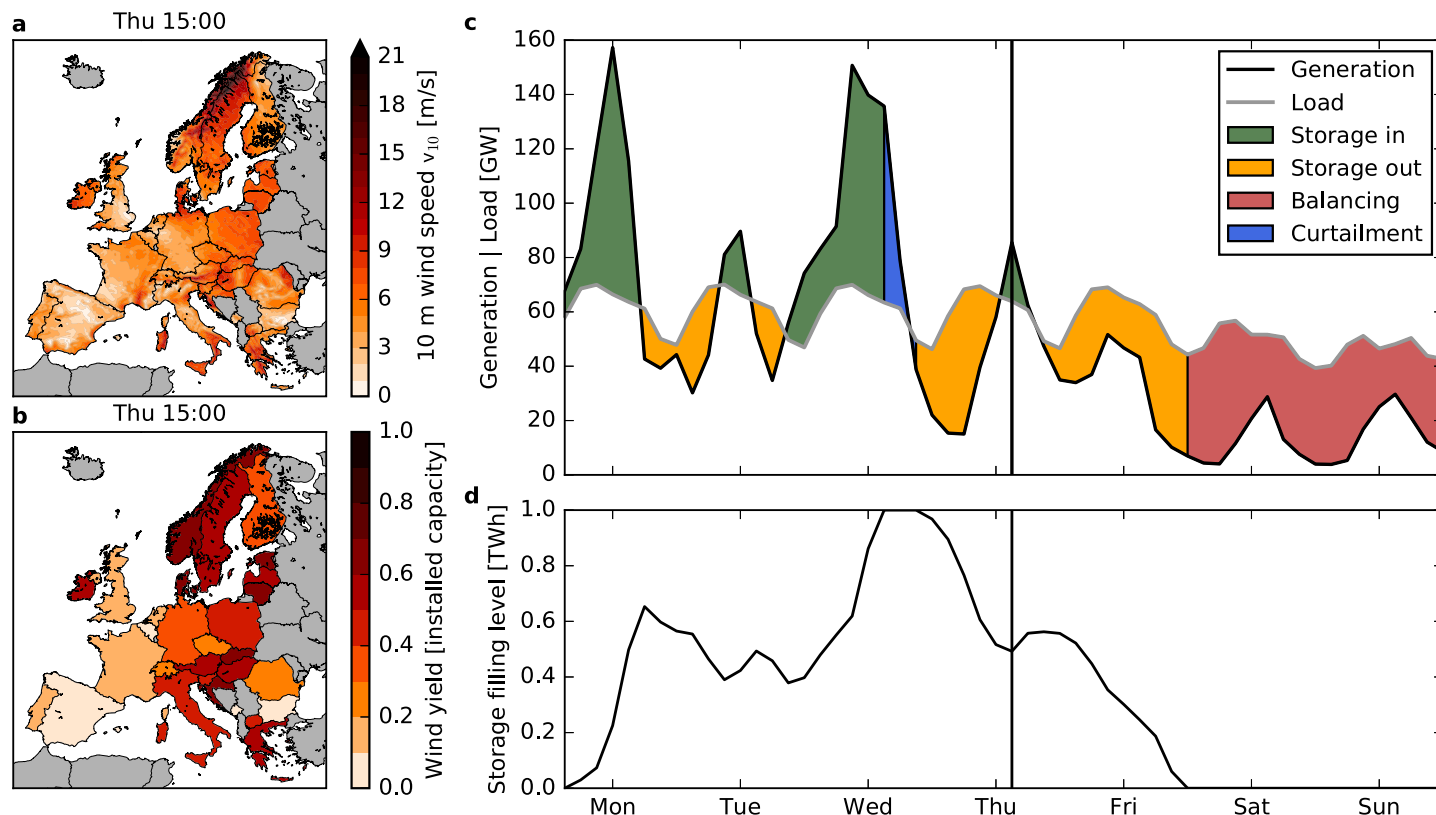 a
Thu 15:00
21
18
15
12
9
6
3
0
10 m wind speed v10 [m/s]
b
Thu 15:00
1.0
0.8
0.6
0.4
0.2
0.0
Wind yield [installed capacity]
c
160
140
120
100
80
60
40
20
0
Generation | Load [GW]
Generation
Load
Storage in
Storage out
Balancing
Curtailment
d
1.0
0.8
0.6
0.4
0.2
0.0
Storage filling level [TWh]
Mon Tue Wed Thu Fri Sat Sun